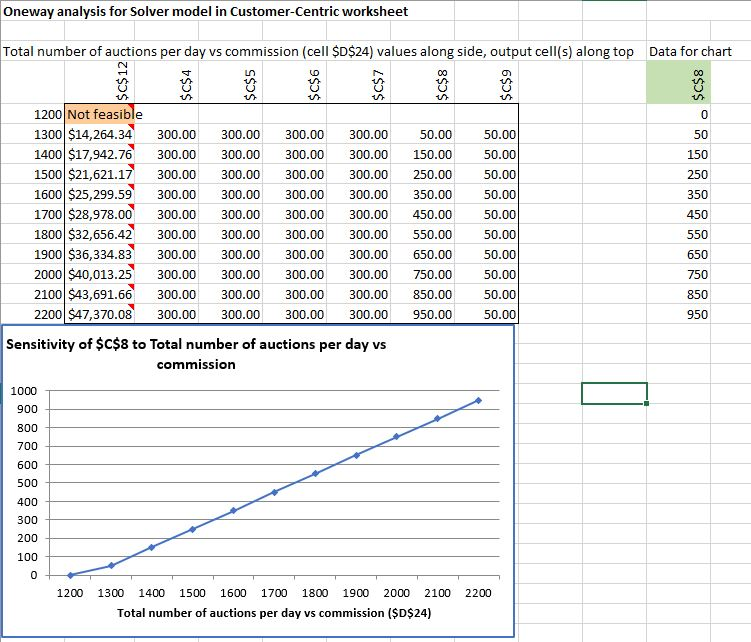 Oneway analysis for Solver model in Customer-Centric worksheet
Total number of auctions per day vs commission (cell $D$24) values along side, output cell(s) along top Data for chart
$C$12 $C$4 $C$5 $C$6 $C$7 $C$8 $C$9 $C$8
1200 Not feasible 0
1300 $14,264.34 300.00 300.00 300.00 300.00 50.00 50.00 50
1400 $17,942.76 300.00 300.00 300.00 300.00 150.00 50.00 150
1500 $21,621.17 300.00 300.00 300.00 300.00 250.00 50.00 250
1600 $25,299.59 300.00 300.00 300.00 300.00 350.00 50.00 350
1700 $28,978.00 300.00 300.00 300.00 300.00 450.00 50.00 450
1800 $32,656.42 300.00 300.00 300.00 300.00 550.00 50.00 550
1900 $36,334.83 300.00 300.00 300.00 300.00 650.00 50.00 650
2000 $40,013.25 300.00 300.00 300.00 300.00 750.00 50.00 750
2100 $43,691.66 300.00 300.00 300.00 300.00 850.00 50.00 850
2200 $47,370.08 300.00 300.00 300.00 300.00 950.00 50.00 950
Sensitivity of $C$8 to Total number of auctions per day vs
commission
1000
900
800
700
600
500
400
300
200
100
0
1200 1300 1400 1500 1600 1700 1800 1900 2000 2100 2200
Total number of auctions per day vs commission ($D$24)